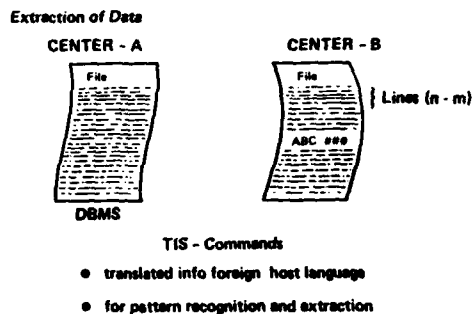 Extraction of Data
CENTER - A
CENTER - B
File
File
} Lines (n - m)
ABC ###
DBMS
TIS - Commands
● translated info foreign host language
● for pattern recognition and extraction